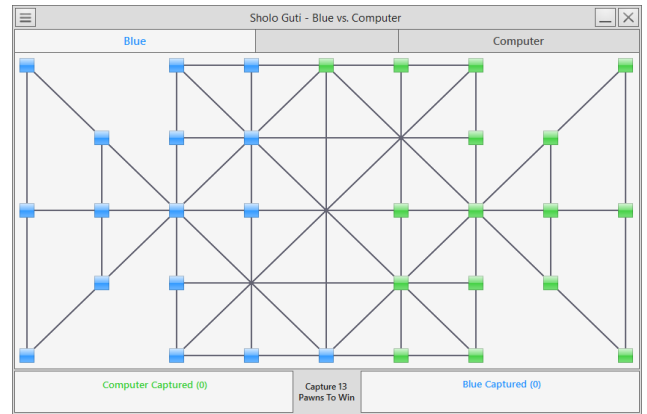 Sholo Guti - Blue vs. Computer
Blue
Computer
Computer Captured (0)
Capture 13
Pawns To Win
Blue Captured (0)